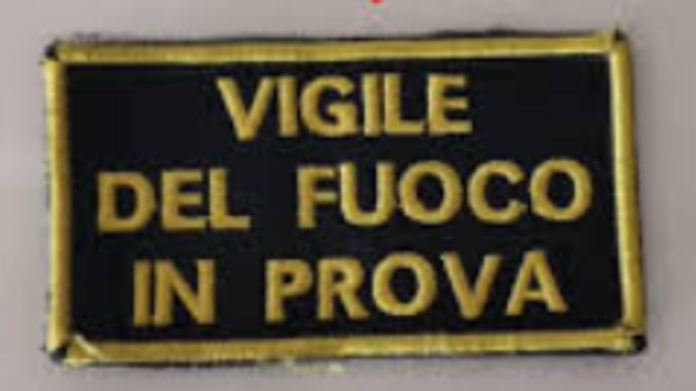 VIGILE
DEL FUOCO
IN PROVA